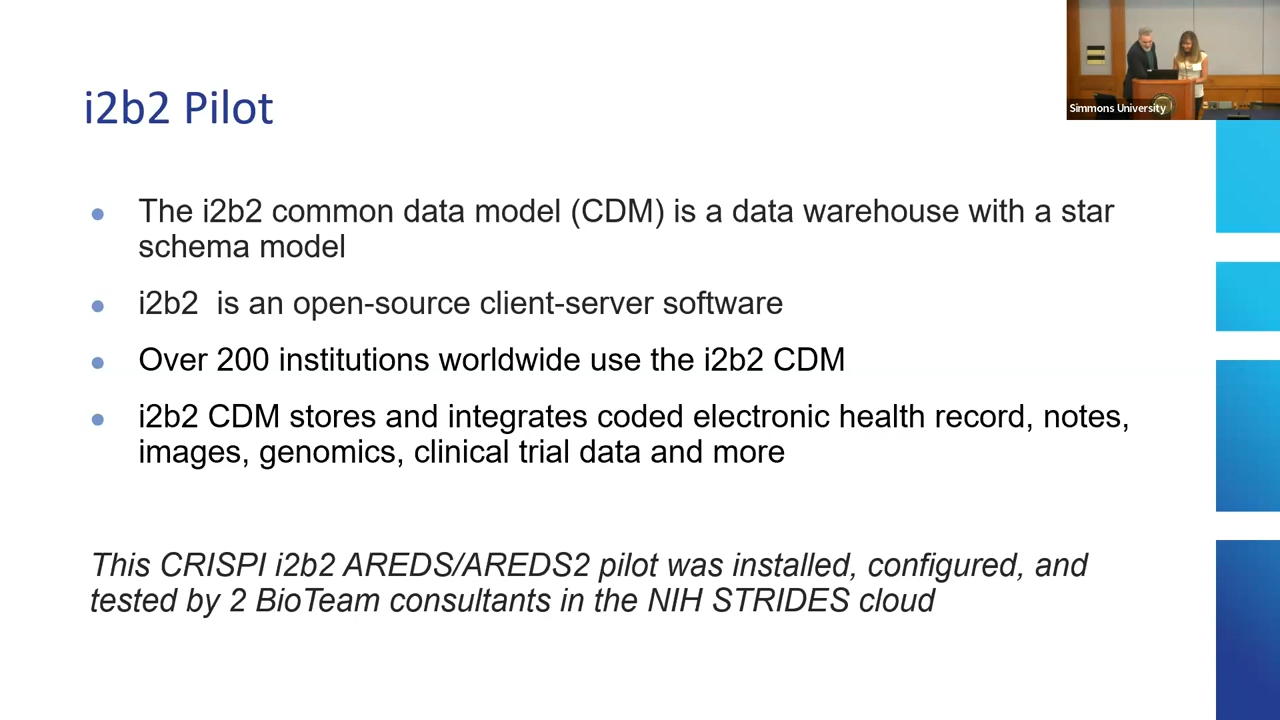 Simmons University
i2b2 Pilot
The i2b2 common data model (CDM) is a data warehouse with a star
schema model
i2b2  is an open-source client-server software
Over 200 institutions worldwide use the i2b2 CDM
i2b2 CDM stores and integrates coded electronic health record, notes,
images, genomics, clinical trial data and more
This CRISPI i2b2 AREDS/AREDS2 pilot was installed, configured, and
tested by 2 BioTeam consultants in the NIH STRIDES cloud